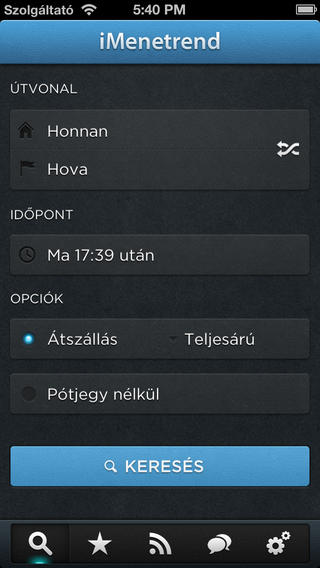 Szolgáltató 5:40 PM
iMenetrend
ÚTVONAL
Honnan
Hova
IDŐPONT
Ma 17:39 után
OPCIÓK
Átszállás Teljesárú
Pótjegy nélkül
KERESÉS